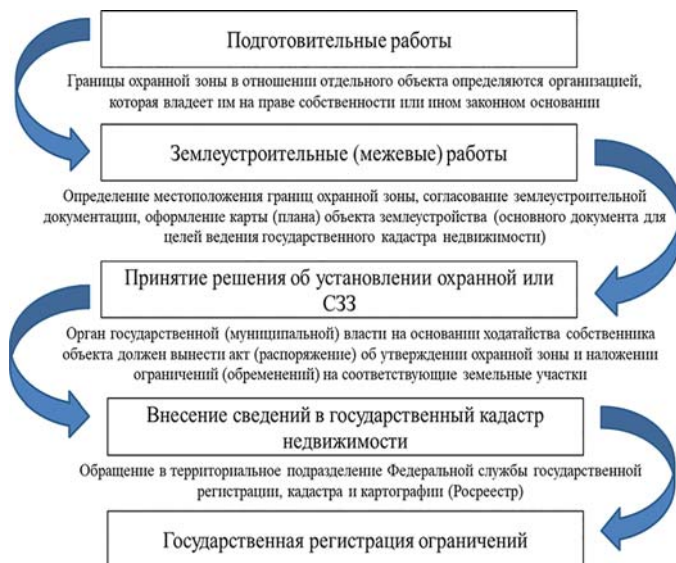 Подготовительные работы
Границы охранной зоны в отношении отдельного объекта определяются организацией,
которая владеет им на праве собственности или ином законном основании
Землеустроительные (межевые) работы
Определение местоположения границ охранной зоны, согласование землеустроительной
документации, оформление карты (плана) объекта землеустройства (основного документа для
целей ведения государственного кадастра недвижимости)
Принятие решения об установлении охранной или
СЗЗ
Орган государственной (муниципальной) власти на основании ходатайства собственника
объекта должен вынести акт (распоряжение) об утверждении охранной зоны и наложении
ограничений (обременений) на соответствующие земельные участки
Внесение сведений в государственный кадастр
недвижимости
Обращение в территориальное подразделение Федеральной службы государственной
регистрации, кадастра и картографии (Росреестр)
Государственная регистрация ограничений